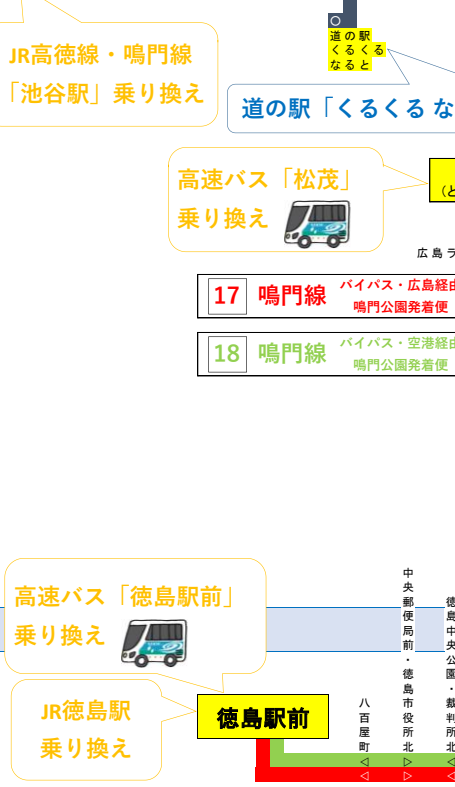 道の駅
くるくる
なると
JR高徳線・鳴門線
「池谷駅」乗り換え
道の駅「くるくる な
高速バス「松茂」
乗り換え
（と
広島ラ
17 鳴門線 バイパス・広島経由
鳴門公園発着便
18 鳴門線 バイパス・空港経由
鳴門公園発着便
高速バス「徳島駅前」
乗り換え
JR徳島駅
乗り換え
徳島駅前
八百屋町
中央郵便局前・徳島市役所北
徳島中央公園・裁判所北